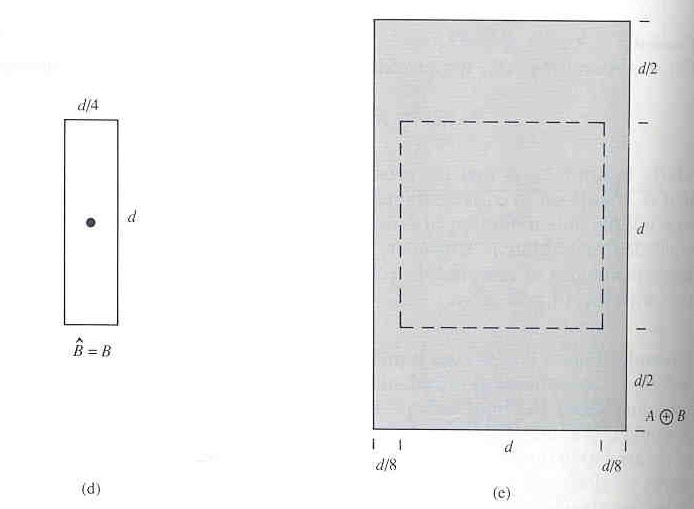 d/4
d
B̂ = B
(d)
d/2
d
d/2
A ⊕ B
d/8
d
d/8
(e)